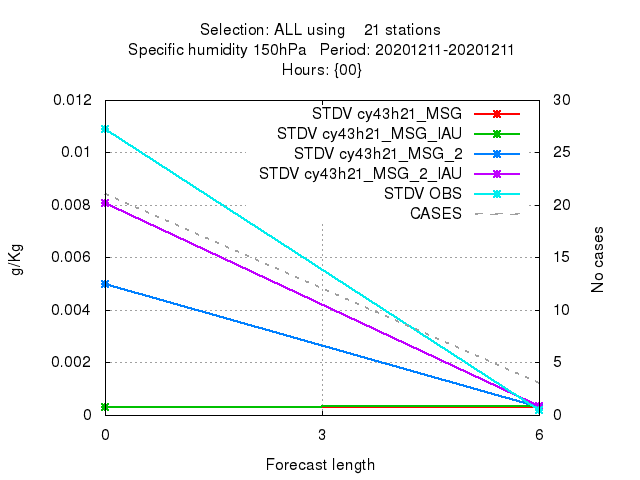 Selection: ALL using    21 stations
Specific humidity 150hPa   Period: 20201211-20201211
Hours: {00}
0.012
0.01
0.008
0.006
0.004
0.002
0
g/Kg
STDV cy43h21_MSG
STDV cy43h21_MSG_IAU
STDV cy43h21_MSG_2
STDV cy43h21_MSG_2_IAU
STDV OBS
CASES
30
25
20
15
10
5
0
No cases
0 3 6
Forecast length